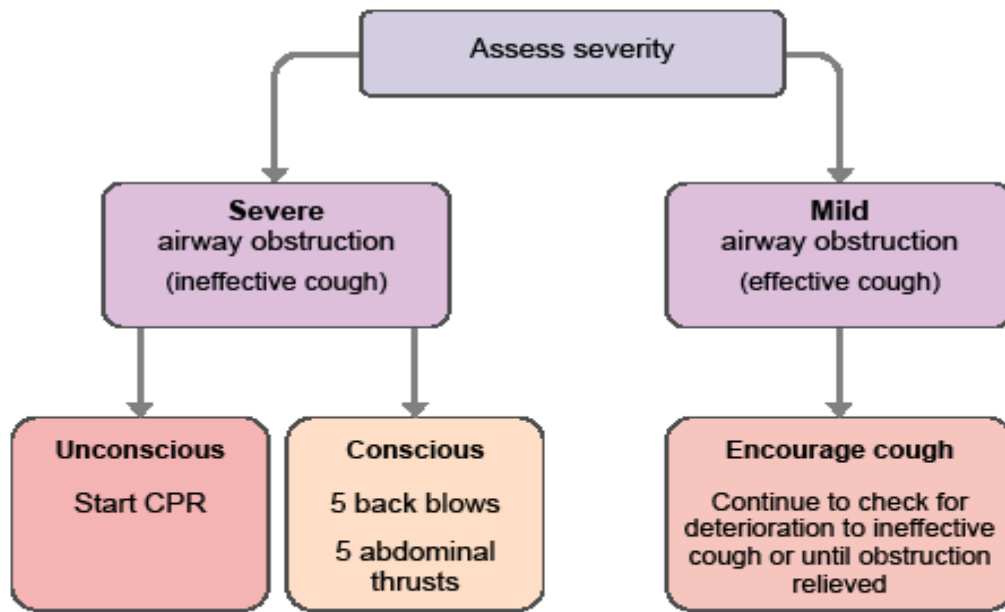 Assess severity
Severe
airway obstruction
(ineffective cough)
Mild
airway obstruction
(effective cough)
Unconscious
Start CPR
Conscious
5 back blows
5 abdominal
thrusts
Encourage cough
Continue to check for
deterioration to ineffective
cough or until obstruction
relieved